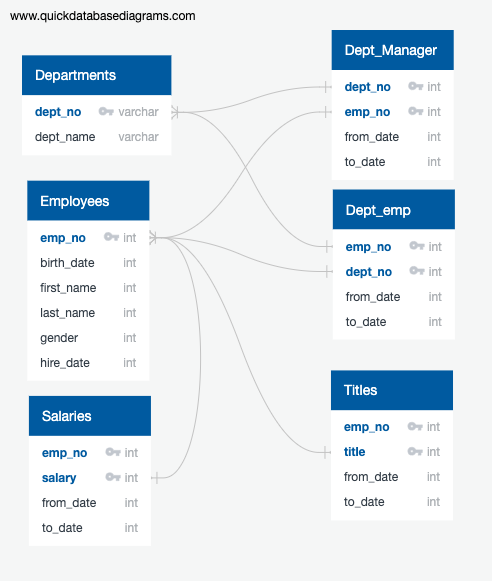 www.quickdatabasediagrams.com
Departments
dept_no varchar
dept_name varchar
Employees
emp_no int
birth_date int
first_name int
last_name int
gender int
hire_date int
Salaries
emp_no int
salary int
from_date int
to_date int
Dept_Manager
dept_no int
emp_no int
from_date int
to_date int
Dept_emp
emp_no int
dept_no int
from_date int
to_date int
Titles
emp_no int
title int
from_date int
to_date int